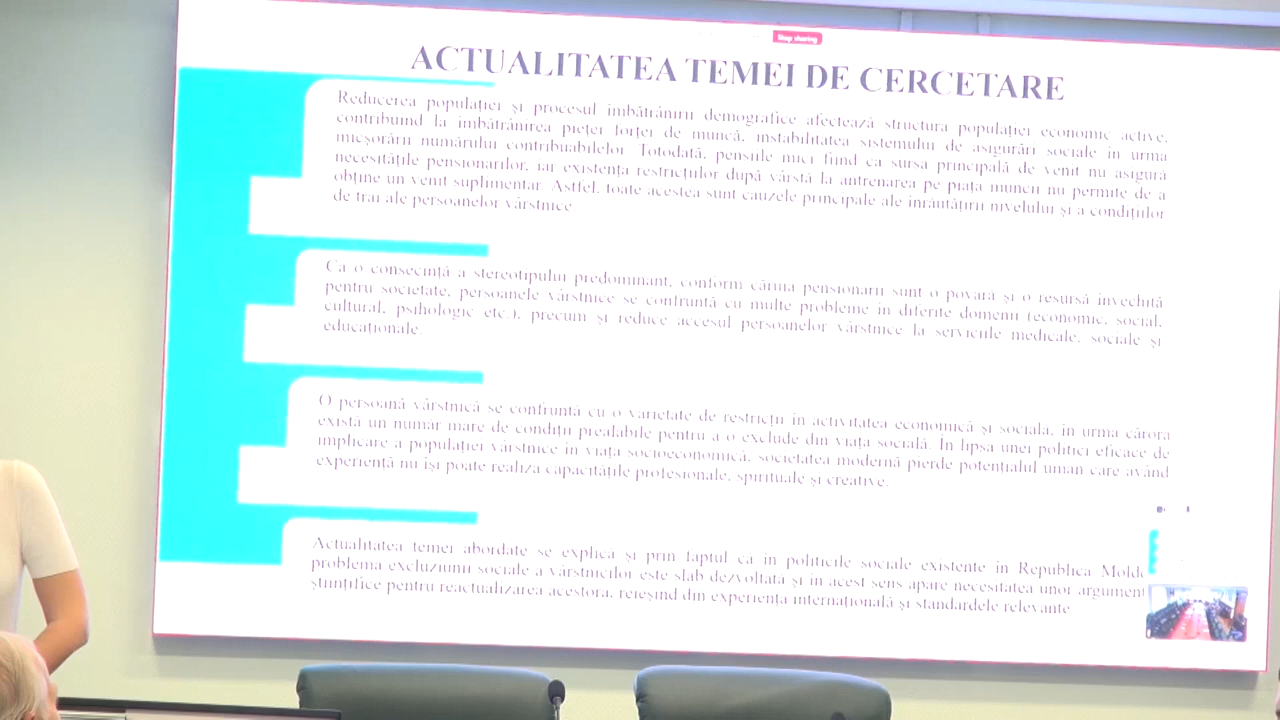 Stop sharing
ACTUALITATEA TEMEI DE CERCETARE
Reducerea populației și procesul îmbătrânirii demografice afectează structura populației economic active,
contribuind la îmbătrânirea pieței forței de muncă, instabilitatea sistemului de asigurări sociale în urma
micșorării numărului contribuabilelor. Totodată, pensiile mici fiind ca sursă principală de venit nu asigură
necesitățile pensionarilor, iar existența restricțiilor după vârstă la antrenarea pe piața muncii nu permite de a
obține un venit suplimentar. Astfel, toate acestea sunt cauzele principale ale înrăutățirii nivelului și a condițiilor
de trai ale persoanelor vârstnice
Ca o consecință a stereotipului predominant, conform căruia pensionarii sunt o povară și o resursă învechită
pentru societate, persoanele vârstnice se confruntă cu multe probleme în diferite domenii (economic, social,
cultural, psihologic etc.), precum și reduce accesul persoanelor vârstnice la serviciile medicale, sociale și
educaționale.
O persoană vârstnică se confruntă cu o varietate de restricții în activitatea economică și socială, în urma cărora
există un număr mare de condiții prealabile pentru a o exclude din viața socială. În lipsa unei politici eficace de
implicare a populației vârstnice în viața socioeconomică, societatea modernă pierde potențialul uman care având
experiență nu își poate realiza capacitățile profesionale, spirituale și creative.
Actualitatea temei abordate se explică și prin faptul că în politicile sociale existente în Republica Moldo
problema excluziunii sociale a vârstnicilor este slab dezvoltată și în acest sens apare necesitatea unor argument
științifice pentru reactualizarea acestora, reieșind din experiența internațională și standardele relevante